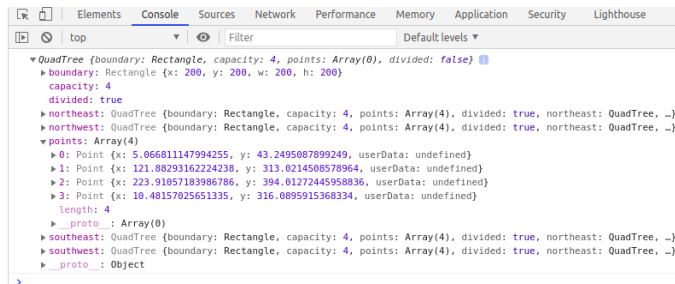 Elements Console Sources Network Performance Memory Application Security Lighthouse
top Filter Default levels
QuadTree {boundary: Rectangle, capacity: 4, points: Array(0), divided: false} i
boundary: Rectangle {x: 200, y: 200, w: 200, h: 200}
capacity: 4
divided: true
northeast: QuadTree {boundary: Rectangle, capacity: 4, points: Array(4), divided: true, northeast: QuadTree, …}
northwest: QuadTree {boundary: Rectangle, capacity: 4, points: Array(4), divided: true, northeast: QuadTree, …}
points: Array(4)
0: Point {x: 5.066811147994255, y: 43.2495087899249, userData: undefined}
1: Point {x: 121.88293162224238, y: 313.0214508578964, userData: undefined}
2: Point {x: 223.91057183986786, y: 394.01272445958836, userData: undefined}
3: Point {x: 10.48157025651335, y: 316.0895915368334, userData: undefined}
length: 4
__proto__: Array(0)
southeast: QuadTree {boundary: Rectangle, capacity: 4, points: Array(4), divided: true, northeast: QuadTree, …}
southwest: QuadTree {boundary: Rectangle, capacity: 4, points: Array(4), divided: true, northeast: QuadTree, …}
__proto__: Object